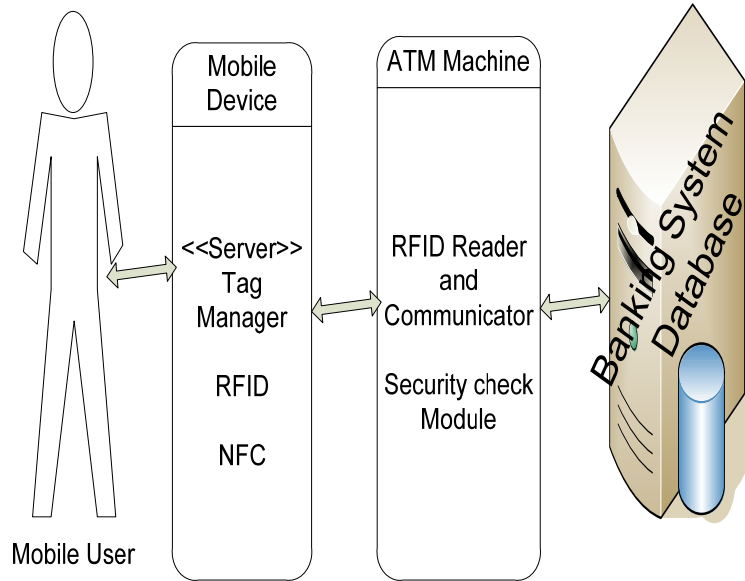 Mobile User
Mobile
Device
<<Server>>
Tag
Manager
RFID
NFC
ATM Machine
RFID Reader
and
Communicator
Security check
Module
Banking System
Database